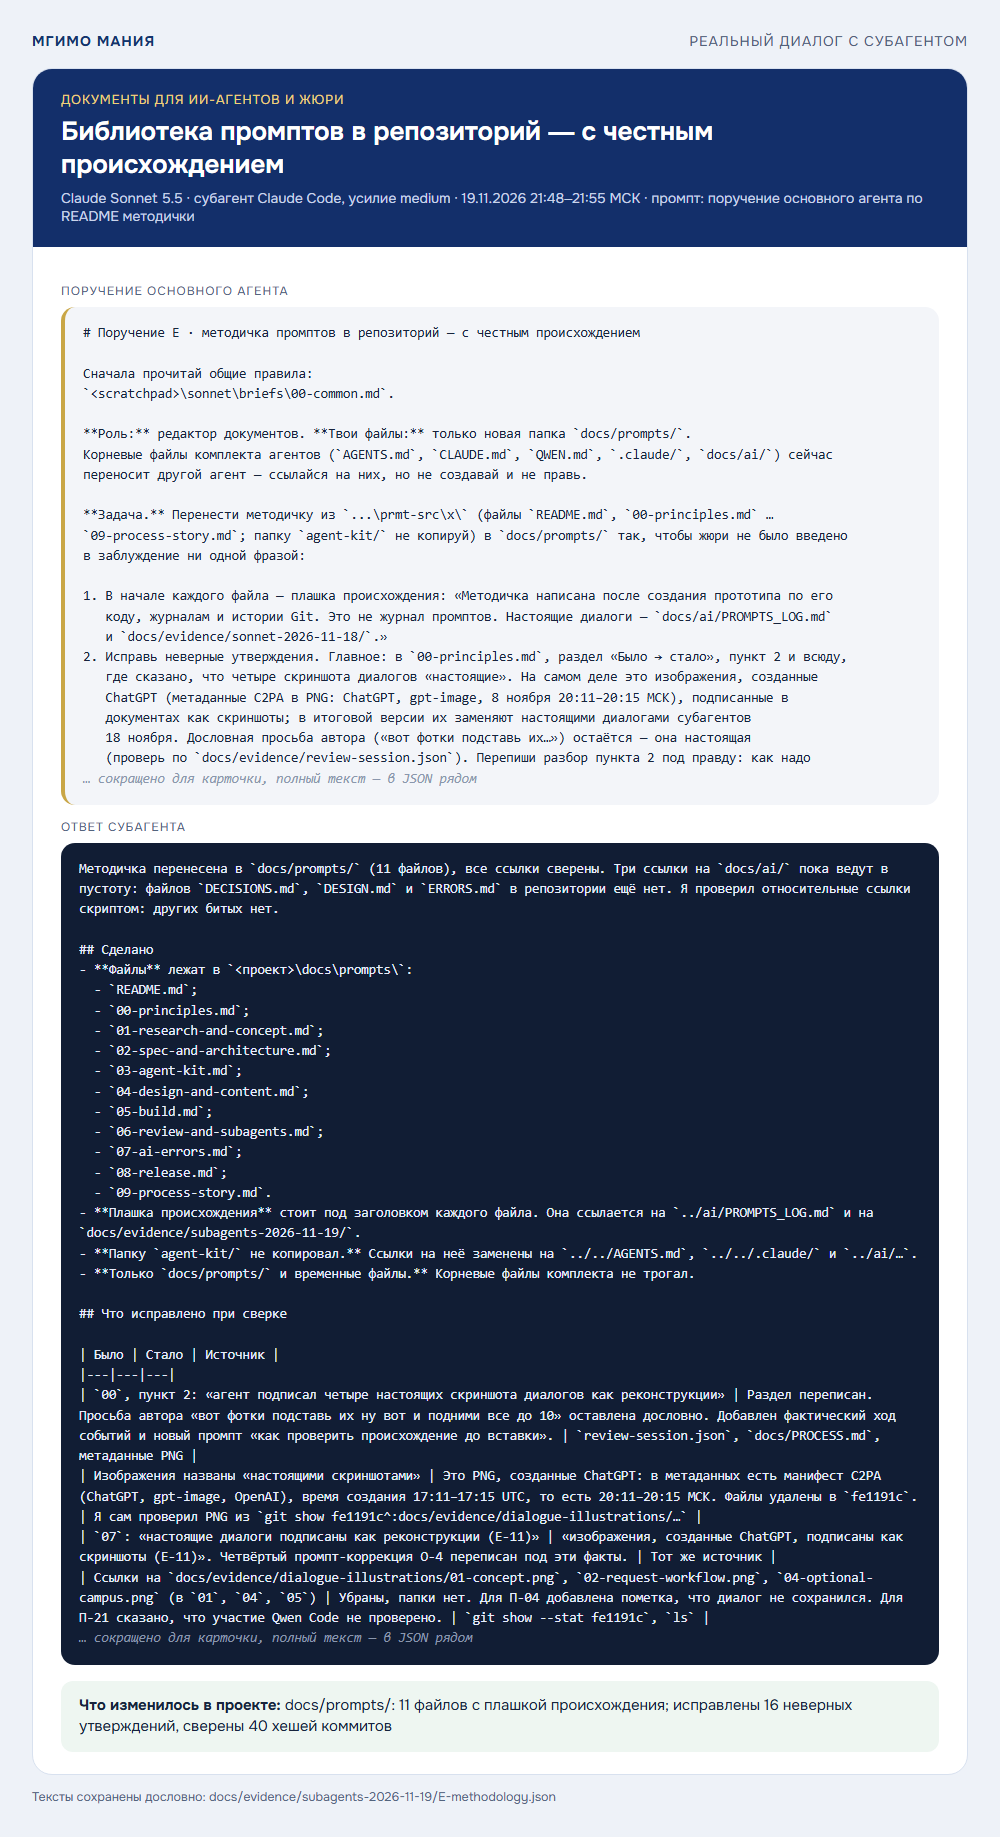 МГИМО МАНИЯ
РЕАЛЬНЫЙ ДИАЛОГ С СУБАГЕНТОМ
ДОКУМЕНТЫ ДЛЯ ИИ-АГЕНТОВ И ЖЮРИ
Библиотека промптов в репозиторий — с честным
происхождением
Claude Sonnet 5.5 · субагент Claude Code, усилие medium · 19.11.2026 21:48–21:55 МСК · промпт: поручение основного агента по
README методички
ПОРУЧЕНИЕ ОСНОВНОГО АГЕНТА
# Поручение E · методичка промптов в репозиторий — с честным происхождением
Сначала прочитай общие правила:
`<scratchpad>\sonnet\briefs\00-common.md`.
**Роль:** редактор документов. **Твои файлы:** только новая папка `docs/prompts/`.
Корневые файлы комплекта агентов (`AGENTS.md`, `CLAUDE.md`, `QWEN.md`, `.claude/`, `docs/ai/`) сейчас
переносит другой агент — ссылайся на них, но не создавай и не правь.
**Задача.** Перенести методичку из `...\prmt-src\x\` (файлы `README.md`, `00-principles.md` …
`09-process-story.md`; папку `agent-kit/` не копируй) в `docs/prompts/` так, чтобы жюри не было введено
в заблуждение ни одной фразой:
1. В начале каждого файла — плашка происхождения: «Методичка написана после создания прототипа по его
коду, журналам и истории Git. Это не журнал промптов. Настоящие диалоги — `docs/ai/PROMPTS_LOG.md`
и `docs/evidence/sonnet-2026-11-18/`.»
2. Исправь неверные утверждения. Главное: в `00-principles.md`, раздел «Было → стало», пункт 2 и всюду,
где сказано, что четыре скриншота диалогов «настоящие». На самом деле это изображения, созданные
ChatGPT (метаданные C2PA в PNG: ChatGPT, gpt-image, 8 ноября 20:11–20:15 МСК), подписанные в
документах как скриншоты; в итоговой версии их заменяют настоящими диалогами субагентов
18 ноября. Дословная просьба автора («вот фотки подставь их…») остаётся — она настоящая
(проверь по `docs/evidence/review-session.json`). Перепиши разбор пункта 2 под правду: как надо
… сокращено для карточки, полный текст — в JSON рядом
ОТВЕТ СУБАГЕНТА
Методичка перенесена в `docs/prompts/` (11 файлов), все ссылки сверены. Три ссылки на `docs/ai/` пока ведут в
пустоту: файлов `DECISIONS.md`, `DESIGN.md` и `ERRORS.md` в репозитории ещё нет. Я проверил относительные ссылки
скриптом: других битых нет.
## Сделано
- **Файлы** лежат в `<проект>\docs\prompts\`:
- `README.md`;
- `00-principles.md`;
- `01-research-and-concept.md`;
- `02-spec-and-architecture.md`;
- `03-agent-kit.md`;
- `04-design-and-content.md`;
- `05-build.md`;
- `06-review-and-subagents.md`;
- `07-ai-errors.md`;
- `08-release.md`;
- `09-process-story.md`.
- **Плашка происхождения** стоит под заголовком каждого файла. Она ссылается на `../ai/PROMPTS_LOG.md` и на
`docs/evidence/subagents-2026-11-19/`.
- **Папку `agent-kit/` не копировал.** Ссылки на неё заменены на `../../AGENTS.md`, `../../.claude/` и `../ai/…`.
- **Только `docs/prompts/` и временные файлы.** Корневые файлы комплекта не трогал.
## Что исправлено при сверке
| Было | Стало | Источник |
|---|---|---|
| `00`, пункт 2: «агент подписал четыре настоящих скриншота диалогов как реконструкции» | Раздел переписан.
Просьба автора «вот фотки подставь их ну вот и подними все до 10» оставлена дословно. Добавлен фактический ход
событий и новый промпт «как проверить происхождение до вставки». | `review-session.json`, `docs/PROCESS.md`,
метаданные PNG |
| Изображения названы «настоящими скриншотами» | Это PNG, созданные ChatGPT: в метаданных есть манифест C2PA
(ChatGPT, gpt-image, OpenAI), время создания 17:11–17:15 UTC, то есть 20:11–20:15 МСК. Файлы удалены в `fe1191c`.
| Я сам проверил PNG из `git show fe1191c^:docs/evidence/dialogue-illustrations/…` |
| `07`: «настоящие диалоги подписаны как реконструкции (E-11)» | «изображения, созданные ChatGPT, подписаны как
скриншоты (E-11)». Четвёртый промпт-коррекция О-4 переписан под эти факты. | Тот же источник |
| Ссылки на `docs/evidence/dialogue-illustrations/01-concept.png`, `02-request-workflow.png`, `04-optional-
campus.png` (в `01`, `04`, `05`) | Убраны, папки нет. Для П-04 добавлена пометка, что диалог не сохранился. Для
П-21 сказано, что участие Qwen Code не проверено. | `git show --stat fe1191c`, `ls` |
… сокращено для карточки, полный текст — в JSON рядом
Что изменилось в проекте: docs/prompts/: 11 файлов с плашкой происхождения; исправлены 16 неверных
утверждений, сверены 40 хешей коммитов
Тексты сохранены дословно: docs/evidence/subagents-2026-11-19/E-methodology.json